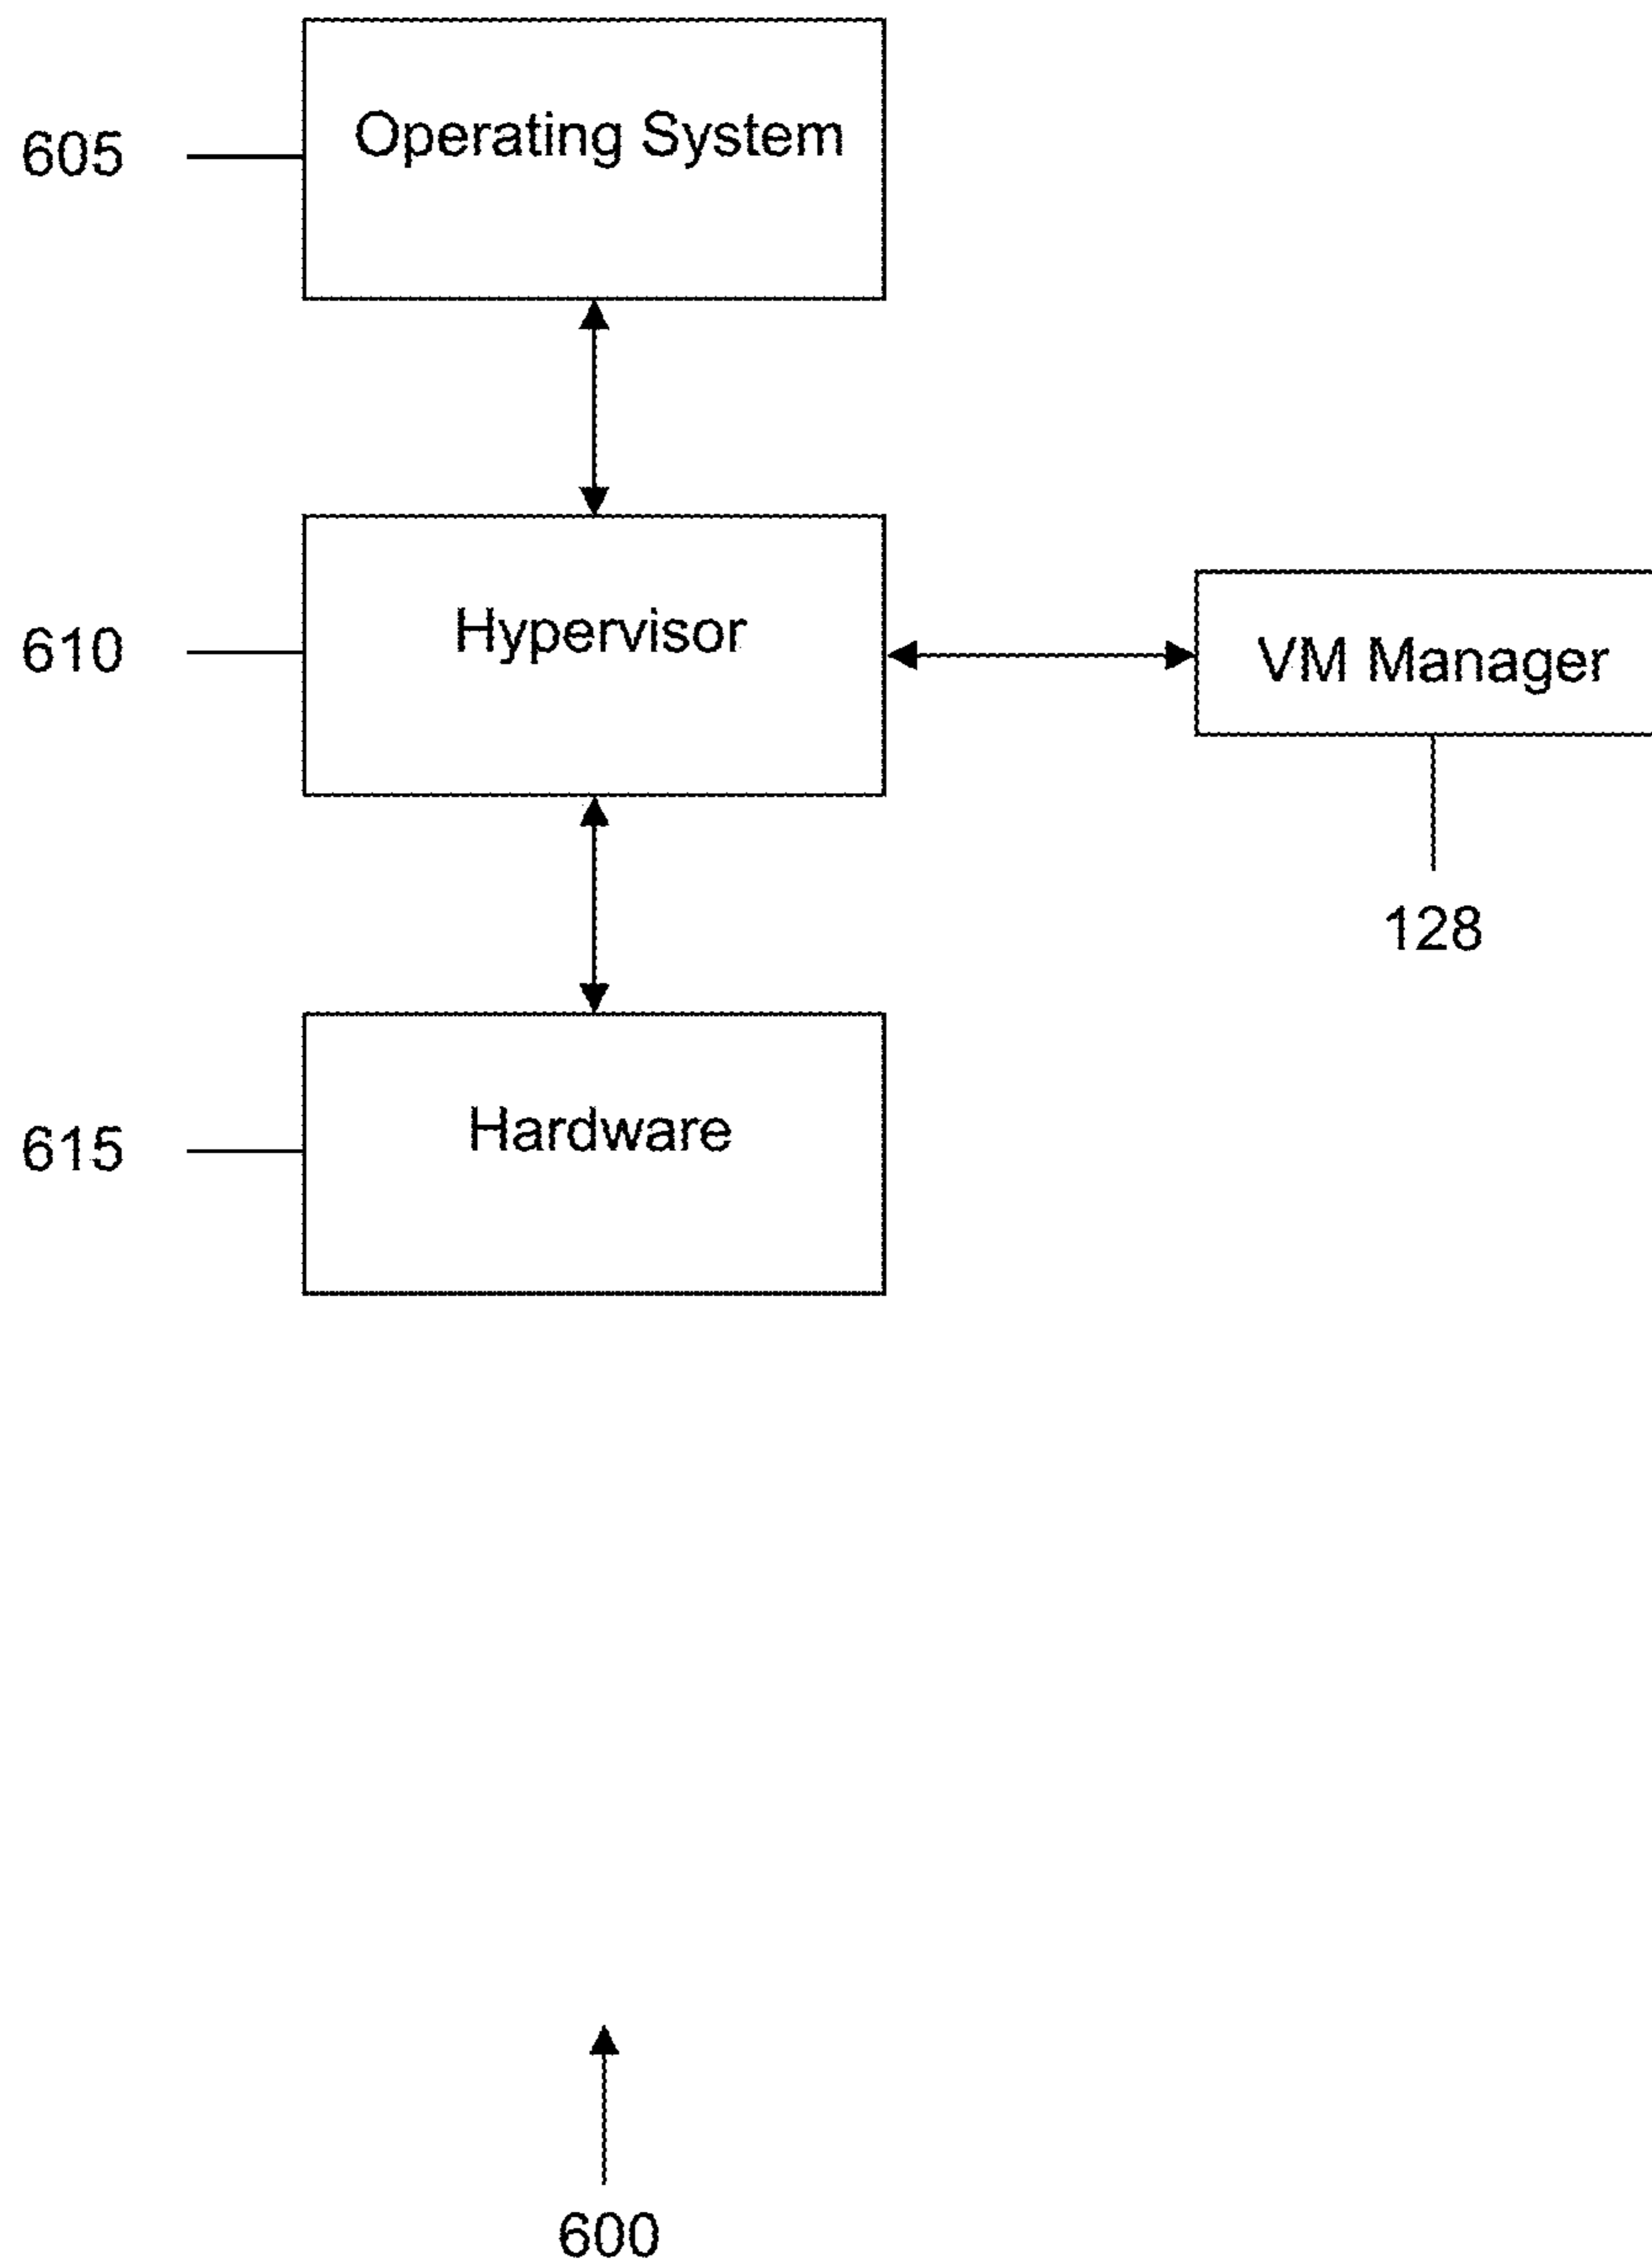 605
Operating System
610
Hypervisor
VM Manager
128
615
Hardware
600